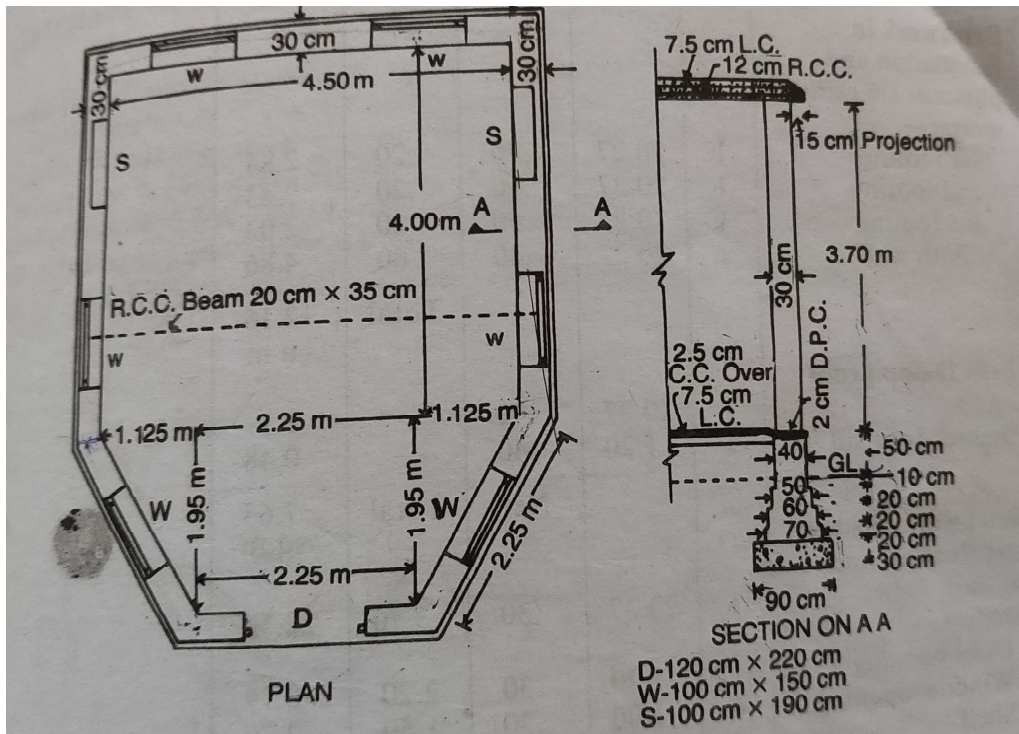 30 cm
W
W
4.50 m
30 cm
30 cm
S
S
4.00m
A
A
R.C.C. Beam 20 cm × 35 cm
W
W
1.125 m
2.25 m
1.125m
W
1.95 m
1.95 m
W
2.25 m
2.25 m
D
PLAN
7.5 cm L.C.
12 cm R.C.C.
15 cm Projection
3.70 m
30 cm
2 cm D.P.C.
2.5 cm
C.C. Over
7.5 cm
L.C.
40
GL
50 cm
10 cm
50
20 cm
60
20 cm
70
20 cm
30 cm
90 cm
SECTION ON A A
D-120 cm × 220 cm
W-100 cm × 150 cm
S-100 cm × 190 cm